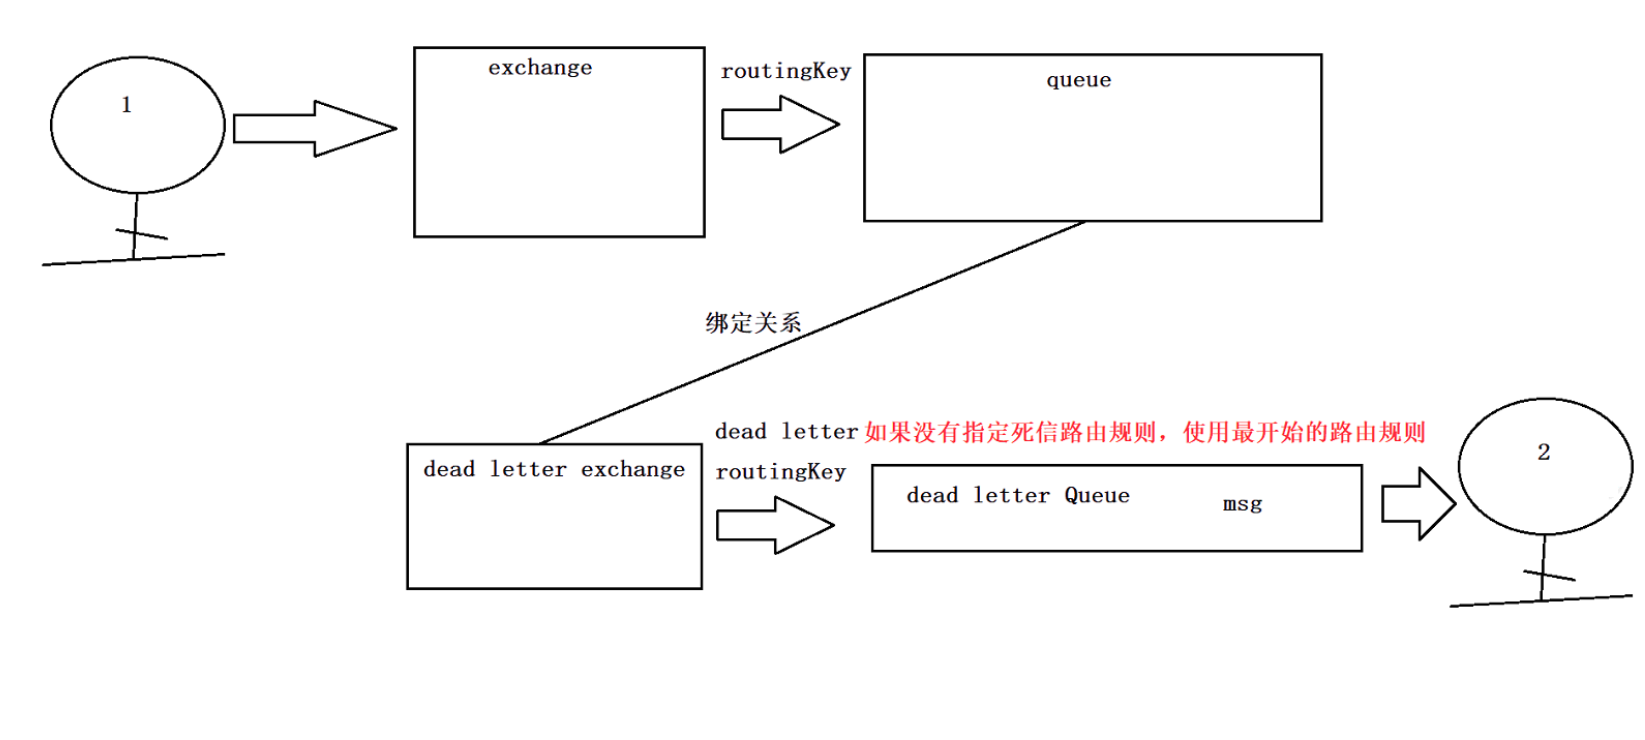 1
exchange
routingKey
queue
绑定关系
dead letter 如果没有指定死信路由规则，使用最开始的路由规则
routingKey
dead letter exchange
dead letter Queue
msg
2